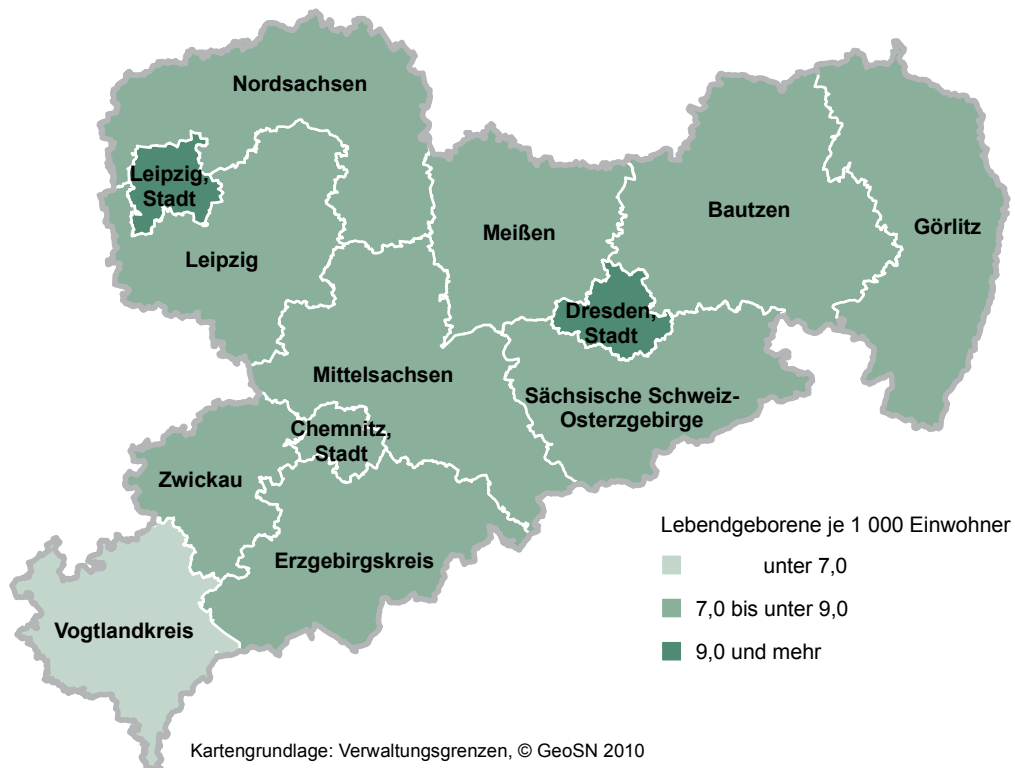 Nordsachsen
Leipzig,
Stadt
Leipzig
Meißen
Bautzen
Görlitz
Dresden,
Stadt
Mittelsachsen
Sächsische Schweiz-
Osterzgebirge
Chemnitz,
Stadt
Zwickau
Erzgebirgskreis
Vogtlandkreis
Lebendgeborene je 1 000 Einwohner
unter 7,0
7,0 bis unter 9,0
9,0 und mehr
Kartengrundlage: Verwaltungsgrenzen, © GeoSN 2010